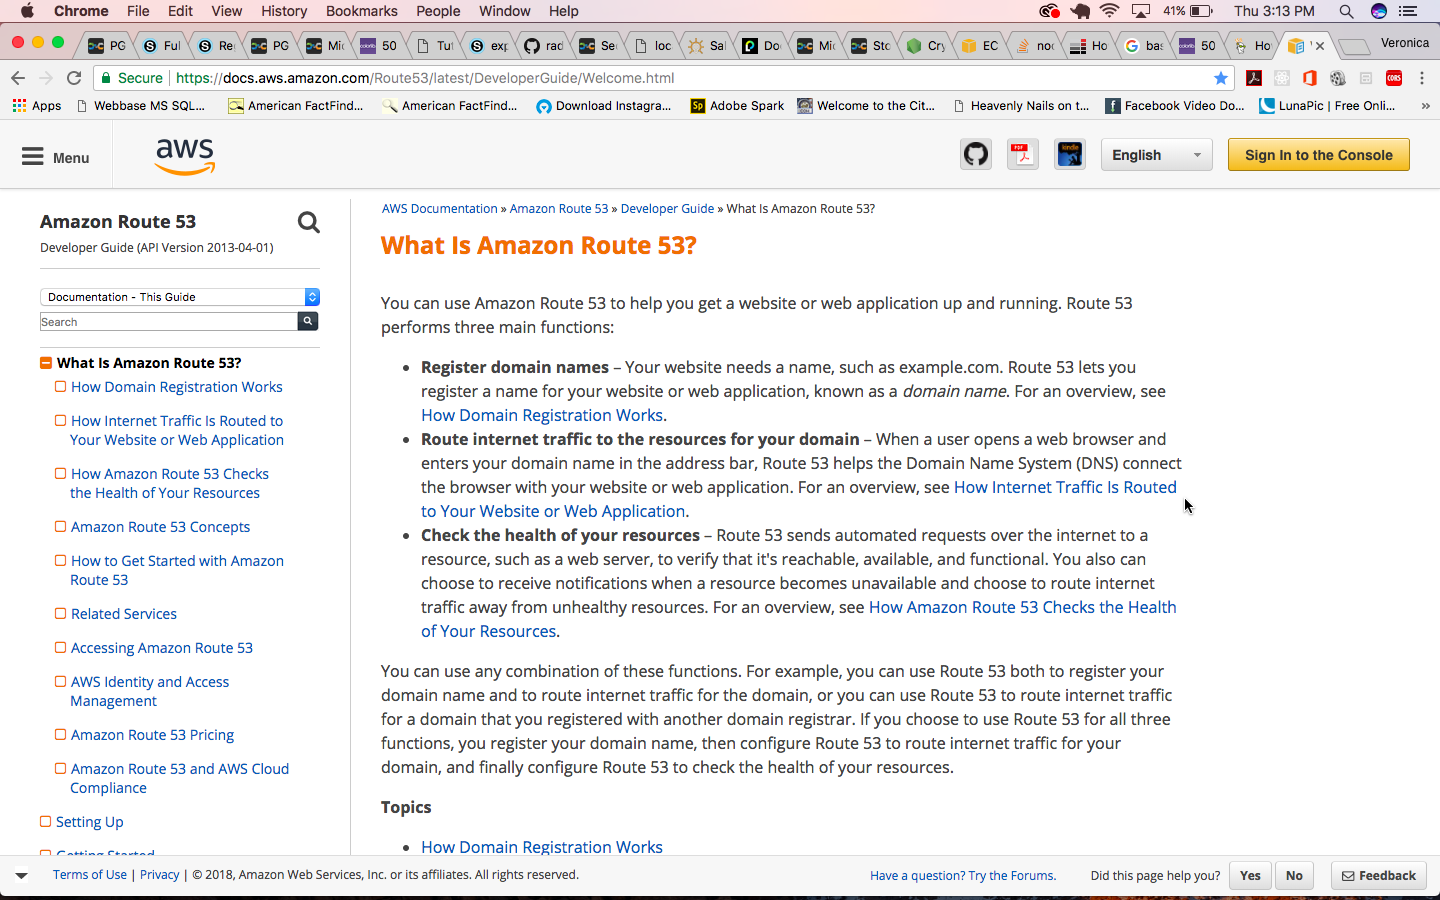 Chrome File Edit View History Bookmarks People Window Help 41% Thu 3:13 PM
PG Ful Re PG Mic 50 Tut exp rad Se loc Sal Do Mic Sto Cry EC noc Ho bas 50 Ho Veronica
Secure | https://docs.aws.amazon.com/Route53/latest/DeveloperGuide/Welcome.html
Apps Webbase MS SQL... American FactFind... American FactFind... Download Instagra... Sp Adobe Spark Welcome to the Cit... Heavenly Nails on t... Facebook Video Do... LunaPic | Free Onli... »
Menu aws PDF kindle English Sign In to the Console
Amazon Route 53
Developer Guide (API Version 2013-04-01)
Documentation - This Guide
Search
What Is Amazon Route 53?
How Domain Registration Works
How Internet Traffic Is Routed to
Your Website or Web Application
How Amazon Route 53 Checks
the Health of Your Resources
Amazon Route 53 Concepts
How to Get Started with Amazon
Route 53
Related Services
Accessing Amazon Route 53
AWS Identity and Access
Management
Amazon Route 53 Pricing
Amazon Route 53 and AWS Cloud
Compliance
Setting Up
Getting Started
AWS Documentation » Amazon Route 53 » Developer Guide » What Is Amazon Route 53?
What Is Amazon Route 53?
You can use Amazon Route 53 to help you get a website or web application up and running. Route 53
performs three main functions:
• Register domain names – Your website needs a name, such as example.com. Route 53 lets you
register a name for your website or web application, known as a domain name. For an overview, see
How Domain Registration Works.
• Route internet traffic to the resources for your domain – When a user opens a web browser and
enters your domain name in the address bar, Route 53 helps the Domain Name System (DNS) connect
the browser with your website or web application. For an overview, see How Internet Traffic Is Routed
to Your Website or Web Application.
• Check the health of your resources – Route 53 sends automated requests over the internet to a
resource, such as a web server, to verify that it's reachable, available, and functional. You also can
choose to receive notifications when a resource becomes unavailable and choose to route internet
traffic away from unhealthy resources. For an overview, see How Amazon Route 53 Checks the Health
of Your Resources.
You can use any combination of these functions. For example, you can use Route 53 both to register your
domain name and to route internet traffic for the domain, or you can use Route 53 to route internet traffic
for a domain that you registered with another domain registrar. If you choose to use Route 53 for all three
functions, you register your domain name, then configure Route 53 to route internet traffic for your
domain, and finally configure Route 53 to check the health of your resources.
Topics
• How Domain Registration Works
Terms of Use | Privacy | © 2018, Amazon Web Services, Inc. or its affiliates. All rights reserved. Have a question? Try the Forums. Did this page help you? Yes No Feedback